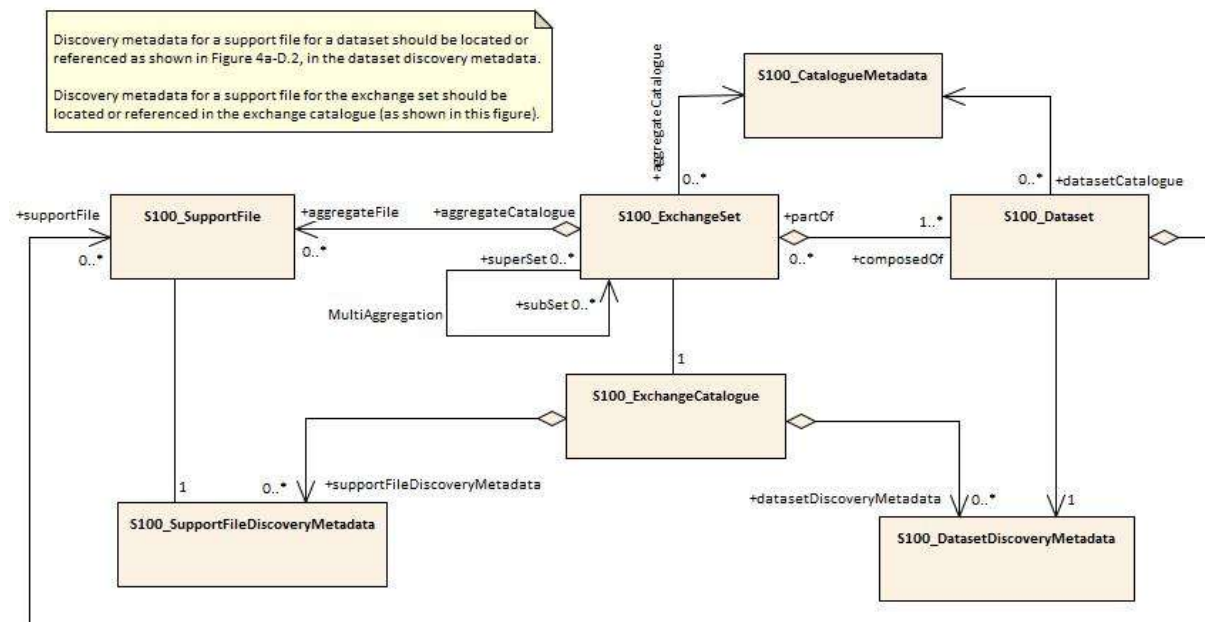 Discovery metadata for a support file for a dataset should be located or
referenced as shown in Figure 4a-D.2, in the dataset discovery metadata.
Discovery metadata for a support file for the exchange set should be
located or referenced in the exchange catalogue (as shown in this figure).
S100_CatalogueMetadata
+aggregateCatalogue
0..*
0..*
+datasetCatalogue
+supportFile
0..*
S100_SupportFile
+aggregateFile
0..*
+aggregateCatalogue
S100_ExchangeSet
+partOf
0..*
1..*
+composedOf
S100_Dataset
+superSet 0..*
+subSet 0..*
MultiAggregation
1
S100_ExchangeCatalogue
1
0..*
+supportFileDiscoveryMetadata
+datasetDiscoveryMetadata
0..*
1
S100_SupportFileDiscoveryMetadata
S100_DatasetDiscoveryMetadata